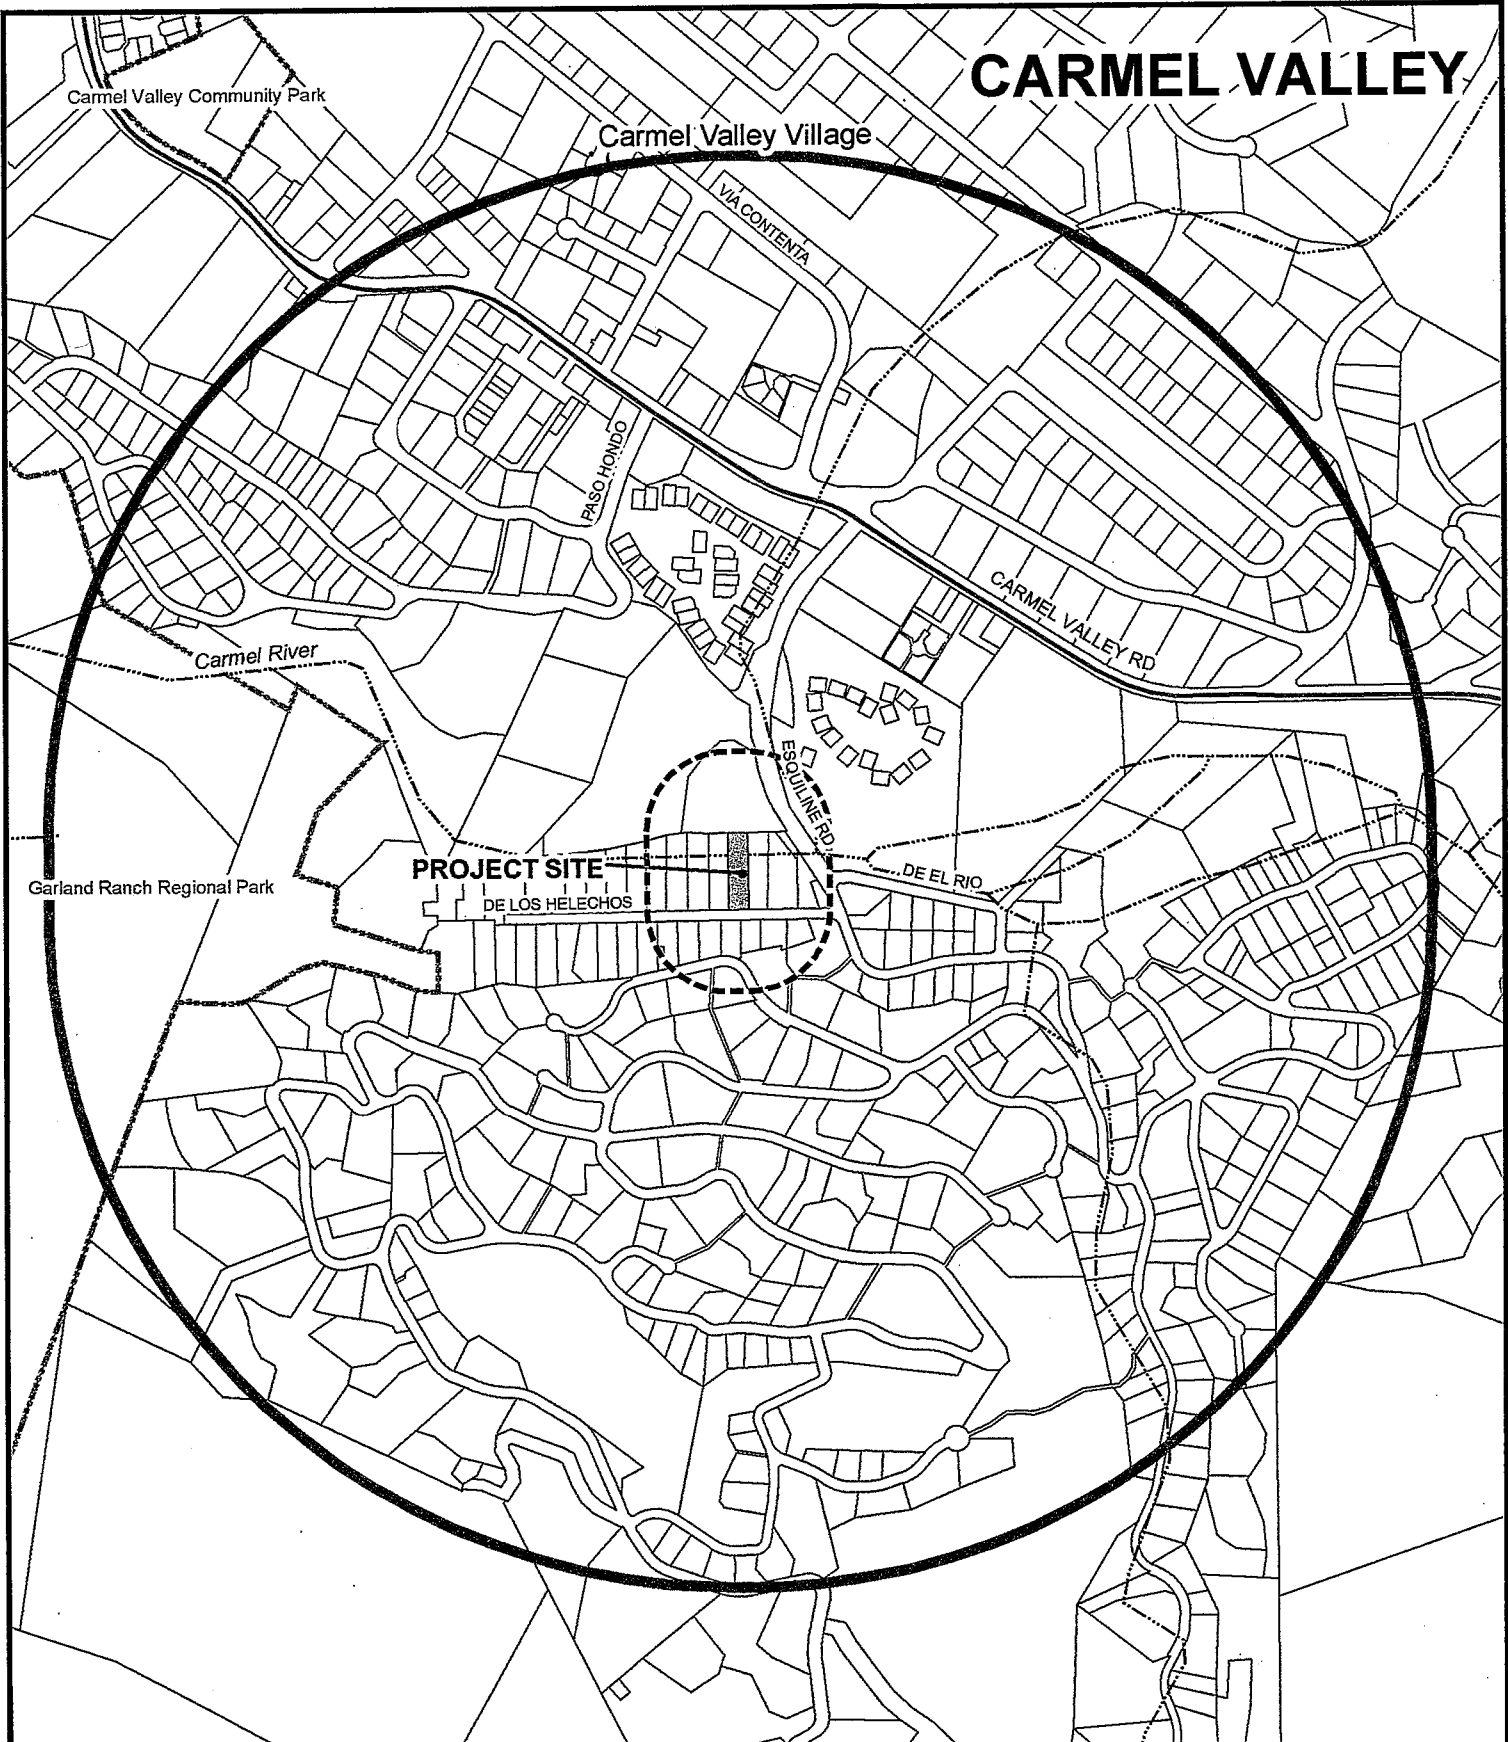 CARMEL VALLEY
Carmel Valley Community Park
Carmel Valley Village
VIA CONTENTA
PASO HONDO
CARMEL VALLEY RD
Carmel River
ESQUILINE RD
PROJECT SITE
DE EL RIO
Garland Ranch Regional Park
DE LOS HELECHOS